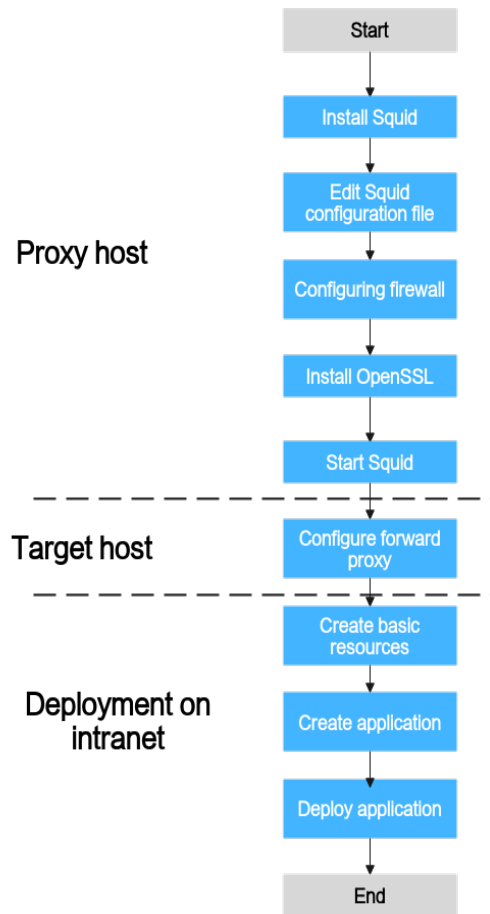 Start
Install Squid
Edit Squid
configuration file
Proxy host
Configuring firewall
Install OpenSSL
Start Squid
Target host
Configure forward
proxy
Create basic
resources
Deployment on
intranet
Create application
Deploy application
End